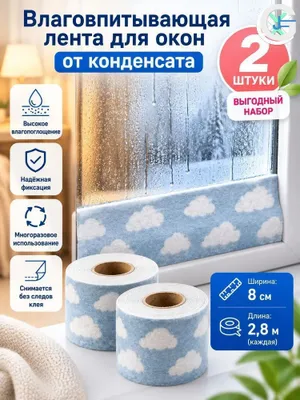 Влаговпитывающая
лента для окон
от конденсата
2
ШТУКИ
ВЫГОДНЫЙ
НАБОР
Высокое
влагопоглощение
Надёжная
фиксация
Многоразовое
использование
Снимается
без следов
клея
Ширина:
8 см
Длина:
2,8 м
(каждая)